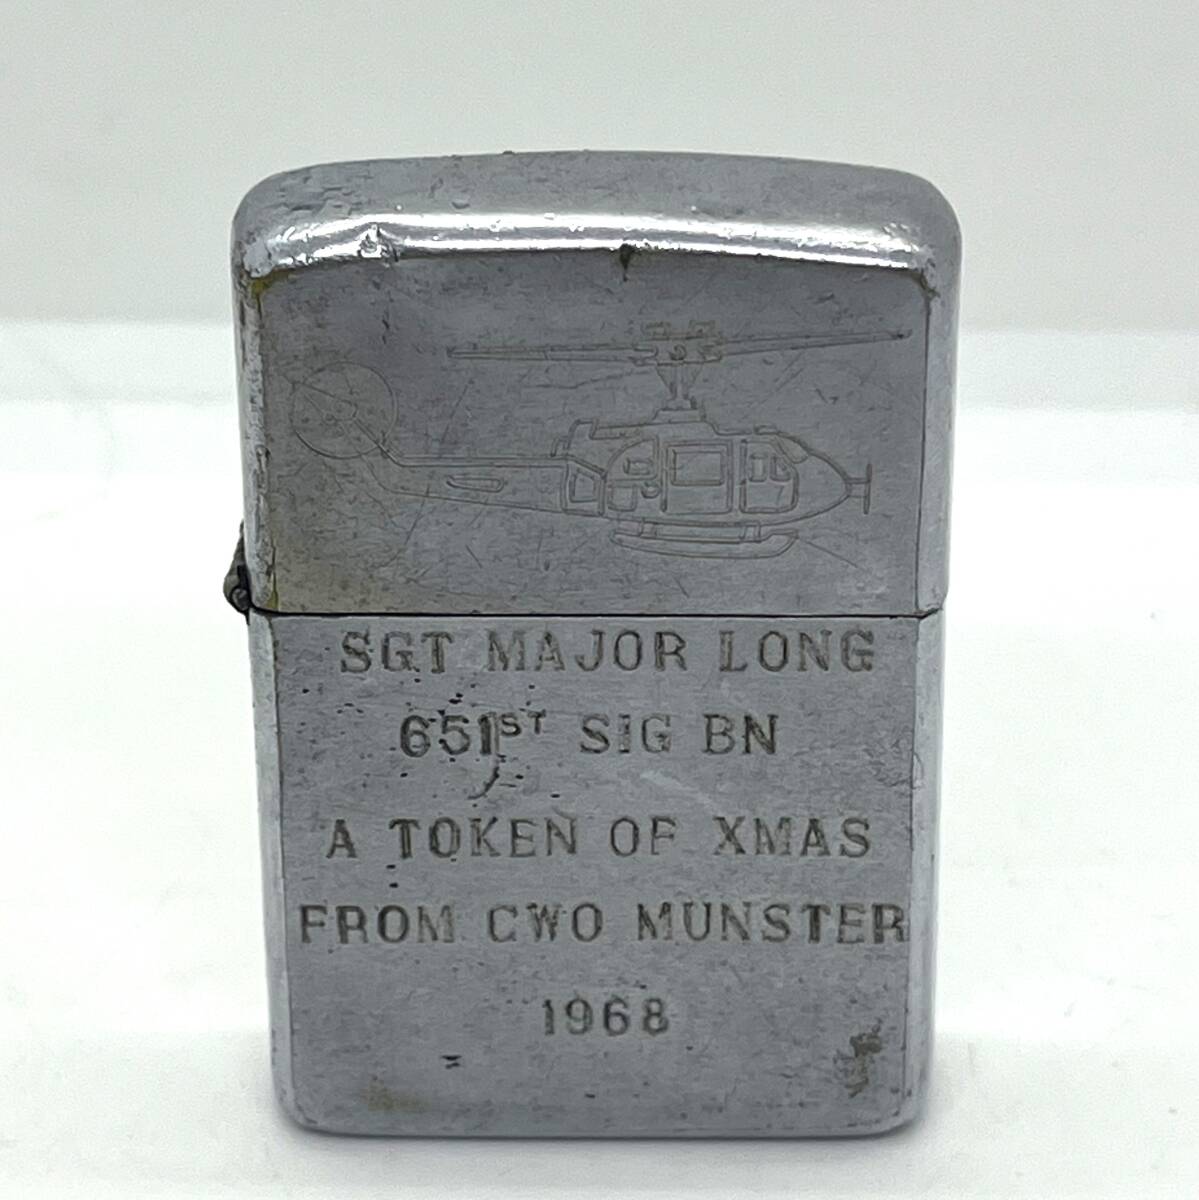 SGT MAJOR LONG
651ST SIG BN
A TOKEN OF XMAS
FROM CWO MUNSTER
1968